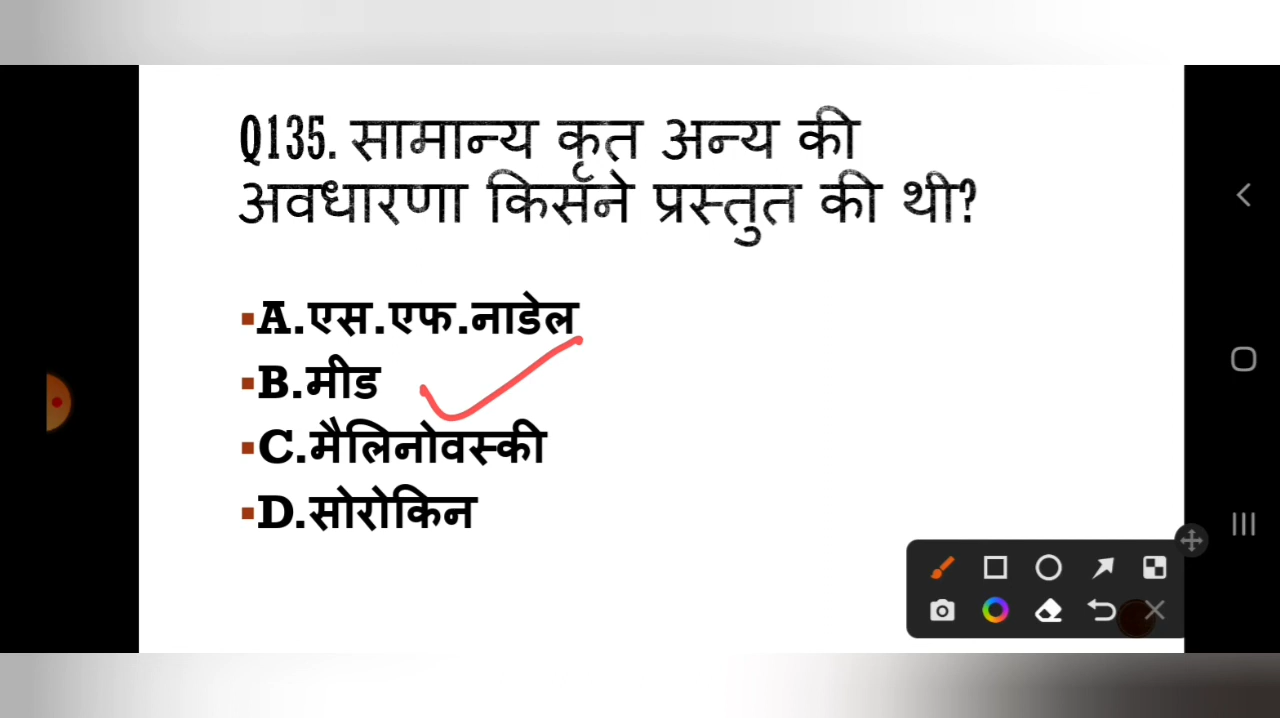 Q135. सामान्य कृत अन्य की
अवधारणा किसने प्रस्तुत की थी?
▪A.एस.एफ.नाडेल
▪B.मीड
▪C.मैलिनोवस्की
▪D.सोरोकिन